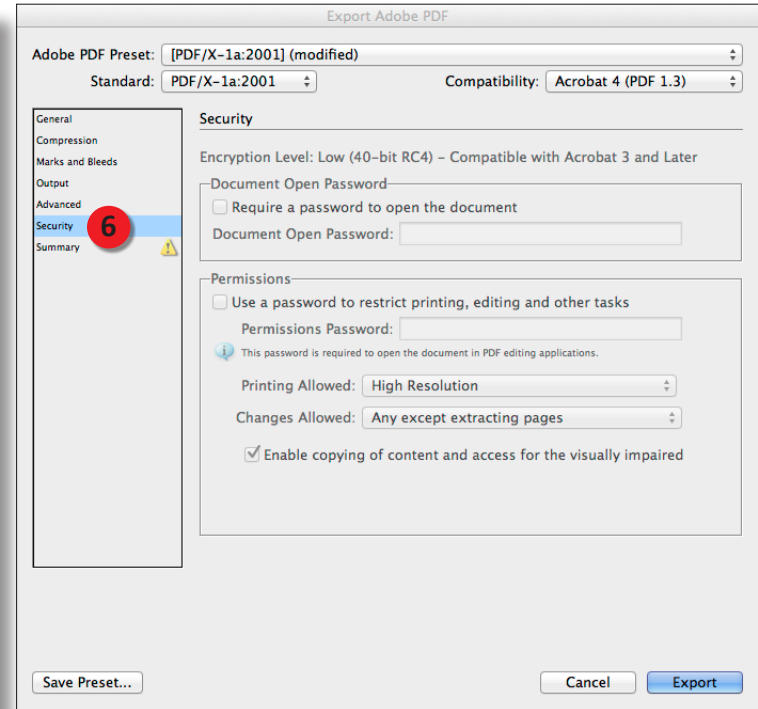 Export Adobe PDF
Adobe PDF Preset: [PDF/X-1a:2001] (modified)
Standard: PDF/X-1a:2001 Compatibility: Acrobat 4 (PDF 1.3)
General
Compression
Marks and Bleeds
Output
Advanced
Security 6
Summary
Security
Encryption Level: Low (40-bit RC4) – Compatible with Acrobat 3 and Later
Document Open Password
Require a password to open the document
Document Open Password:
Permissions
Use a password to restrict printing, editing and other tasks
Permissions Password:
This password is required to open the document in PDF editing applications.
Printing Allowed: High Resolution
Changes Allowed: Any except extracting pages
Enable copying of content and access for the visually impaired
Save Preset... Cancel Export